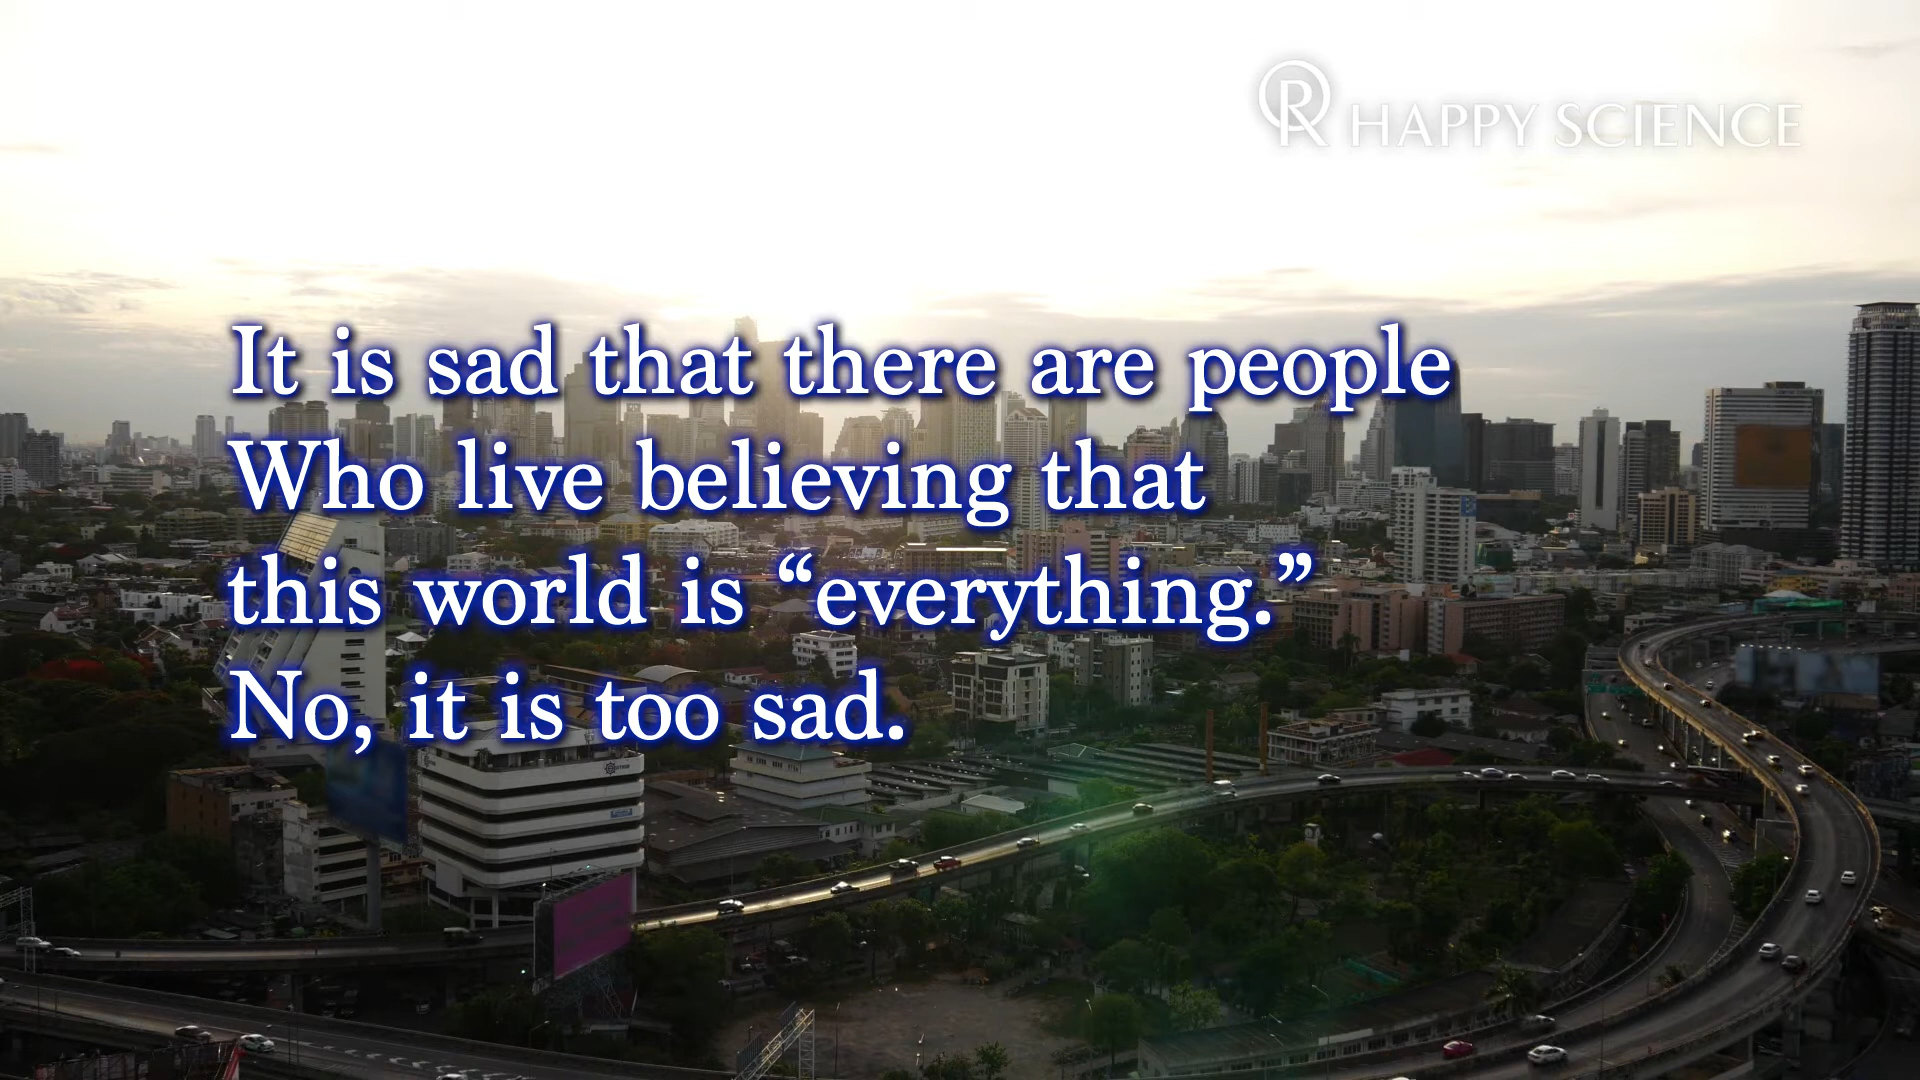 HAPPY SCIENCE
It is sad that there are people
Who live believing that
this world is “everything.”
No, it is too sad.